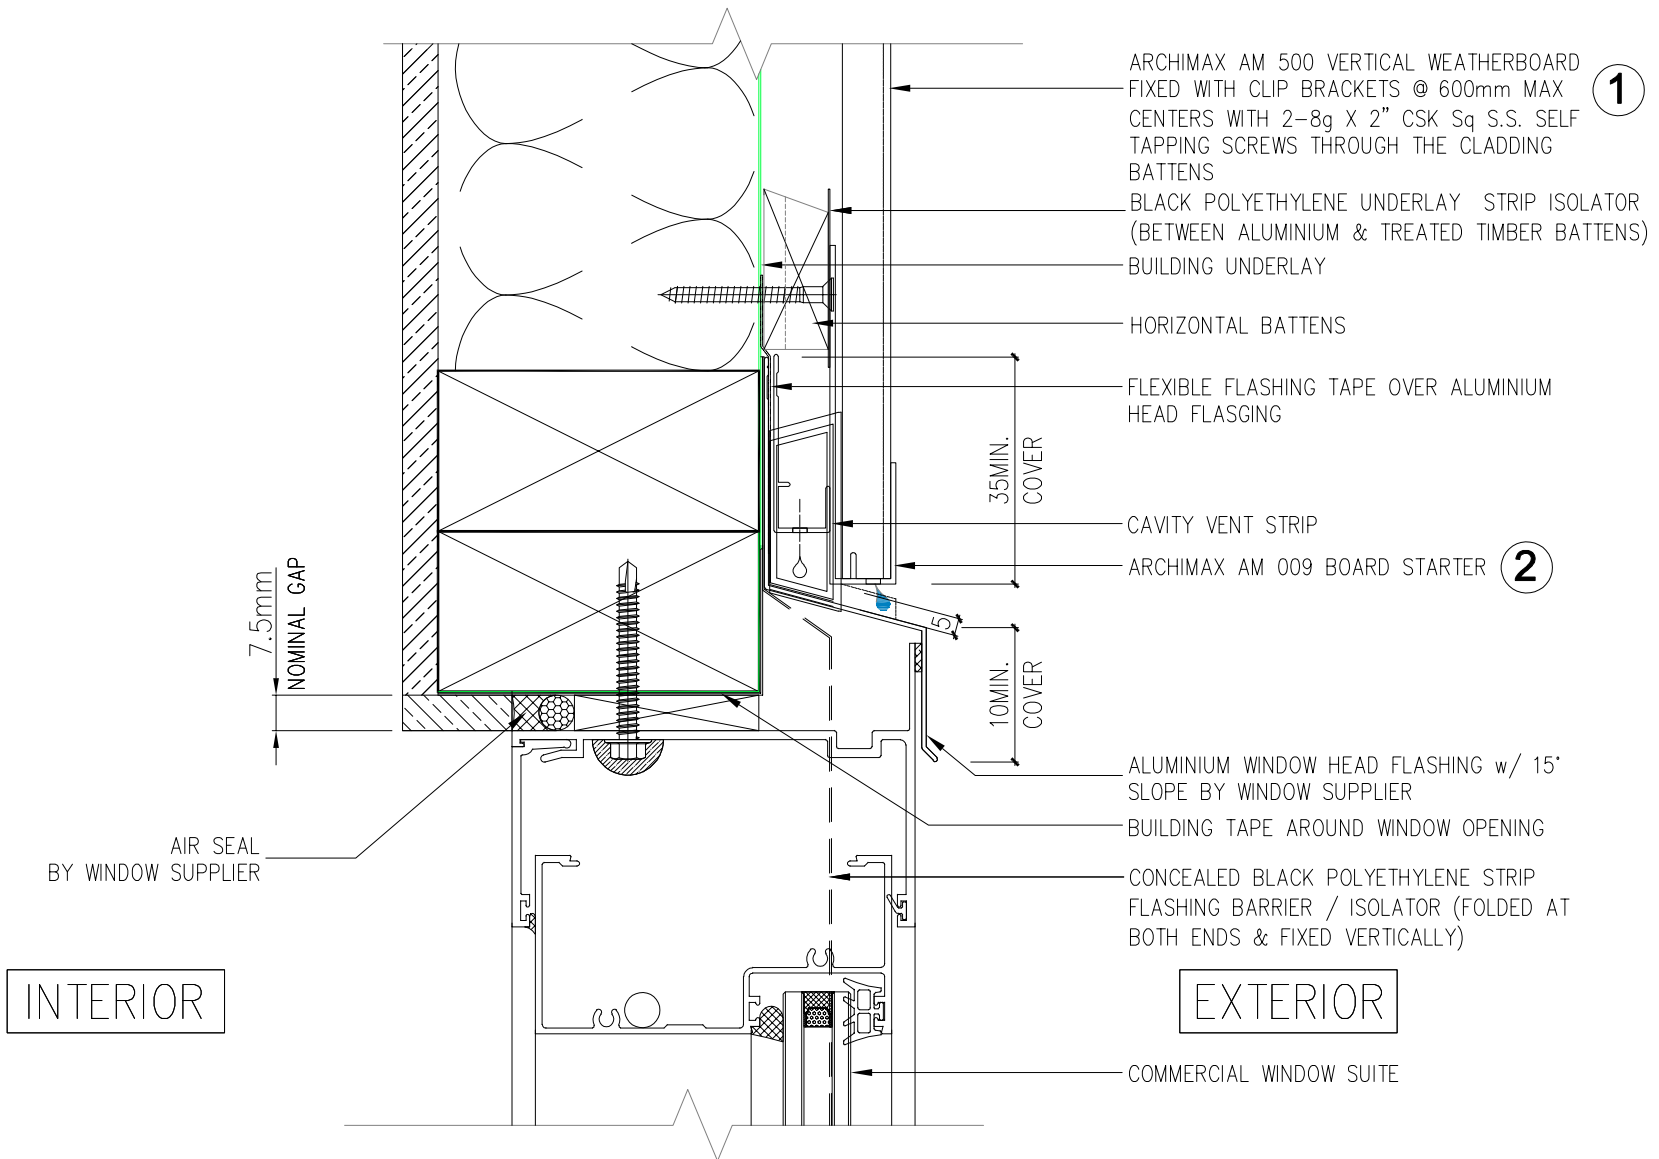 ARCHIMAX AM 500 VERTICAL WEATHERBOARD
FIXED WITH CLIP BRACKETS @ 600mm MAX
CENTERS WITH 2-8g X 2" CSK Sq S.S. SELF
TAPPING SCREWS THROUGH THE CLADDING
BATTENS
1
BLACK POLYETHYLENE UNDERLAY STRIP ISOLATOR
(BETWEEN ALUMINIUM & TREATED TIMBER BATTENS)
BUILDING UNDERLAY
HORIZONTAL BATTENS
FLEXIBLE FLASHING TAPE OVER ALUMINIUM
HEAD FLASGING
35MIN.
COVER
CAVITY VENT STRIP
ARCHIMAX AM 009 BOARD STARTER
2
7.5mm
NOMINAL GAP
5
10MIN.
COVER
ALUMINIUM WINDOW HEAD FLASHING w/ 15°
SLOPE BY WINDOW SUPPLIER
BUILDING TAPE AROUND WINDOW OPENING
AIR SEAL
BY WINDOW SUPPLIER
CONCEALED BLACK POLYETHYLENE STRIP
FLASHING BARRIER / ISOLATOR (FOLDED AT
BOTH ENDS & FIXED VERTICALLY)
INTERIOR
EXTERIOR
COMMERCIAL WINDOW SUITE